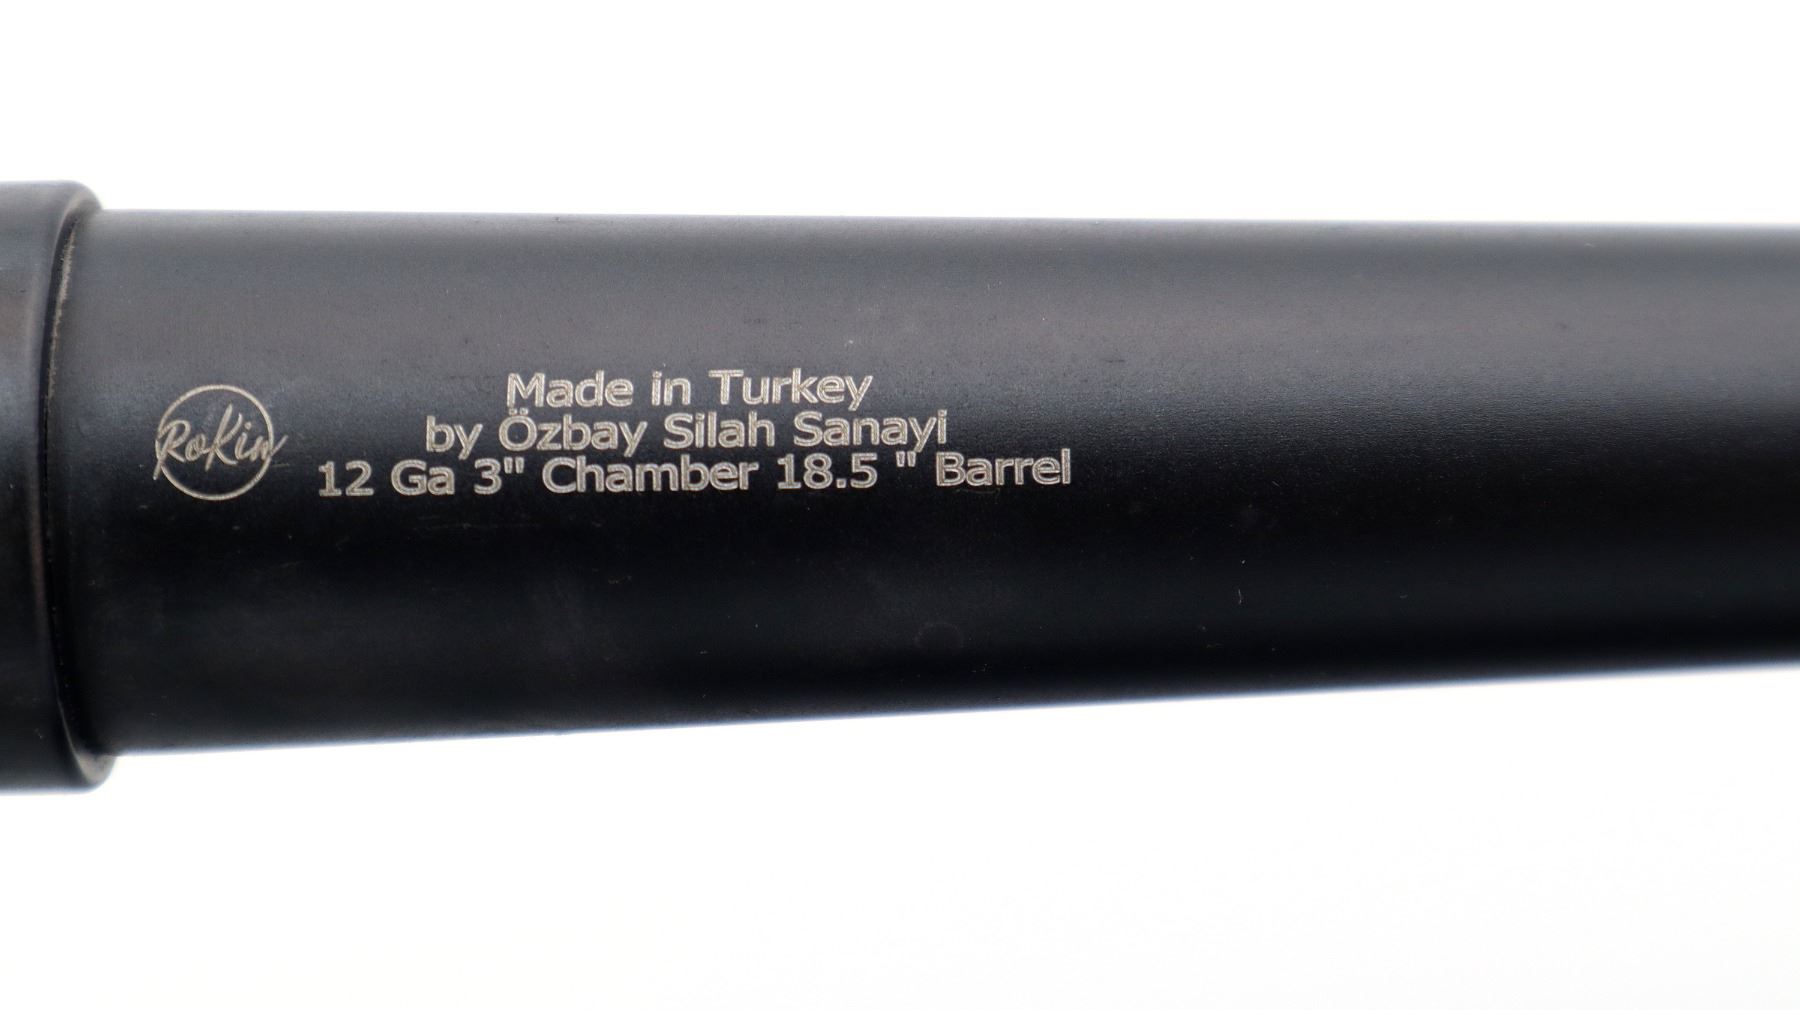 RoKin
Made in Turkey
by Özbay Silah Sanayi
12 Ga 3" Chamber 18.5 " Barrel